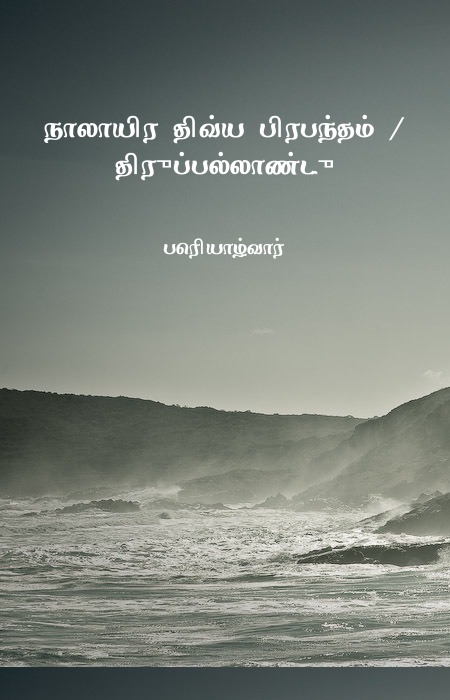 நாலாயிர திவ்ய பிரபந்தம் /
திருப்பல்லாண்டு
பெரியாழ்வார்